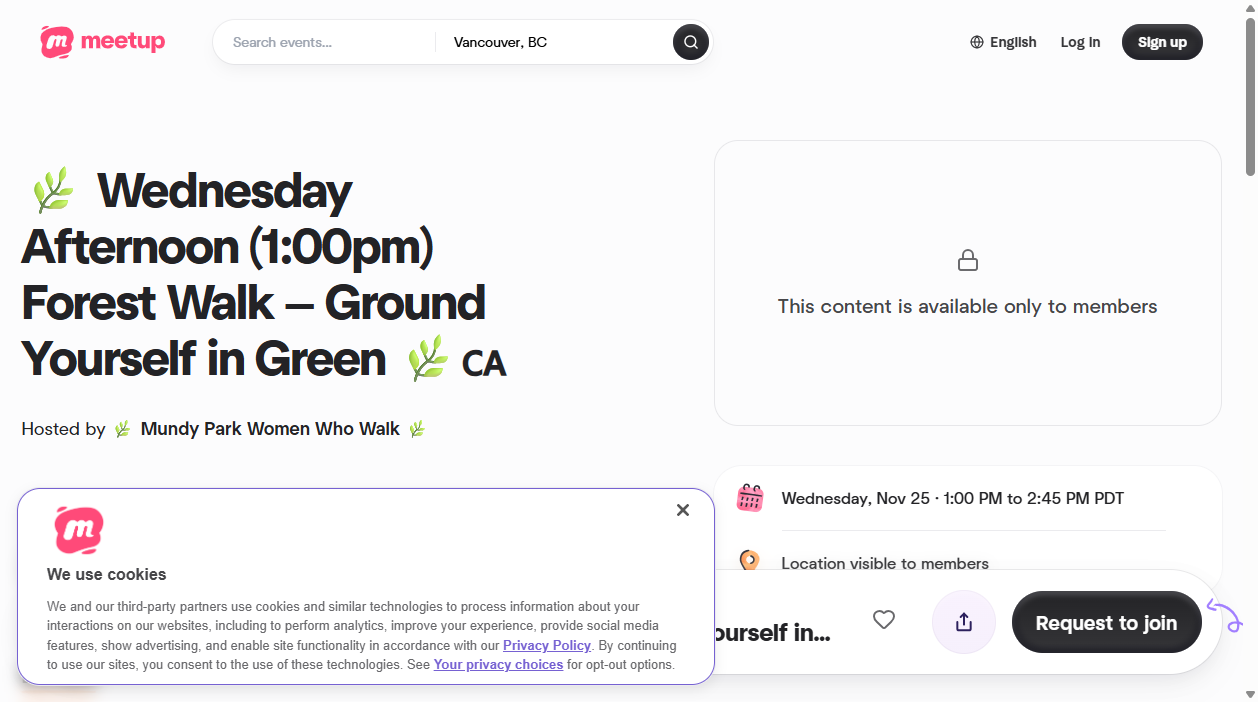 meetup
Search events...
Vancouver, BC
English
Log in
Sign up
🌿 Wednesday
Afternoon (1:00pm)
Forest Walk – Ground
Yourself in Green 🌿 CA
Hosted by 🌿 Mundy Park Women Who Walk 🌿
This content is available only to members
Wednesday, Nov 25 · 1:00 PM to 2:45 PM PDT
Location visible to members
m
We use cookies
We and our third-party partners use cookies and similar technologies to process information about your
interactions on our websites, including to perform analytics, improve your experience, provide social media
features, show advertising, and enable site functionality in accordance with our Privacy Policy. By continuing
to use our sites, you consent to the use of these technologies. See Your privacy choices for opt-out options.
ourself in...
Request to join